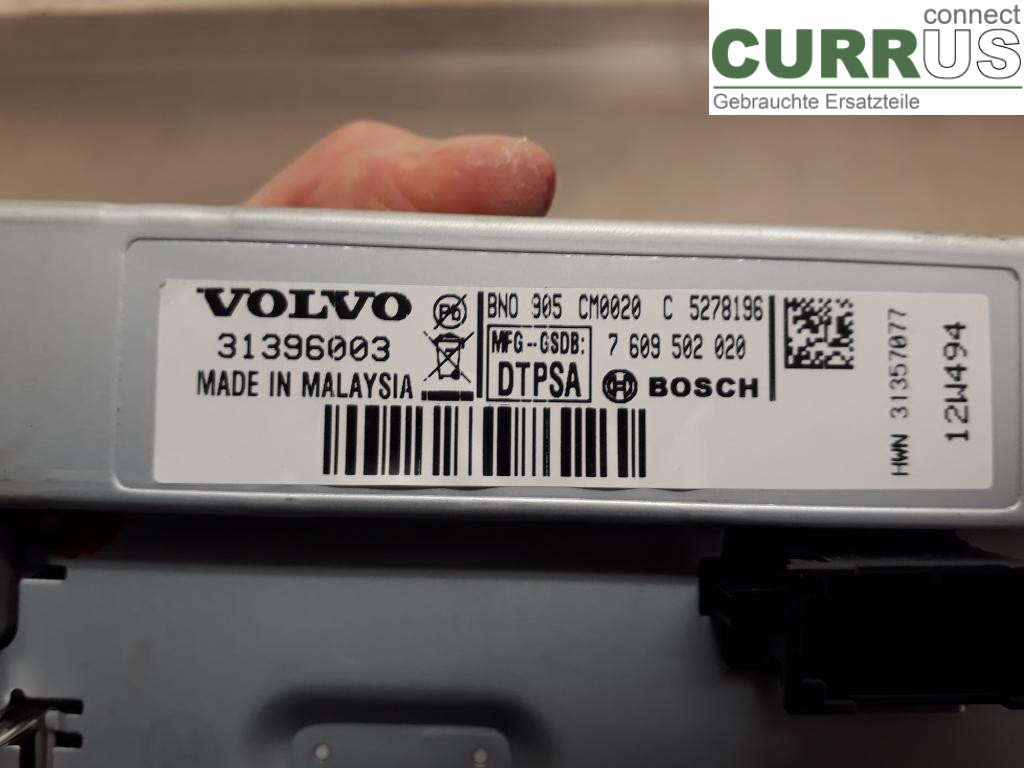 connect
CURRUS
Gebrauchte Ersatzteile
VOLVO
31396003
MADE IN MALAYSIA
Pb
BNO 905 CM0020 C 5278196
MFG--GSDB:
DTPSA
7 609 502 020
BOSCH
HWN 31357077
12W494